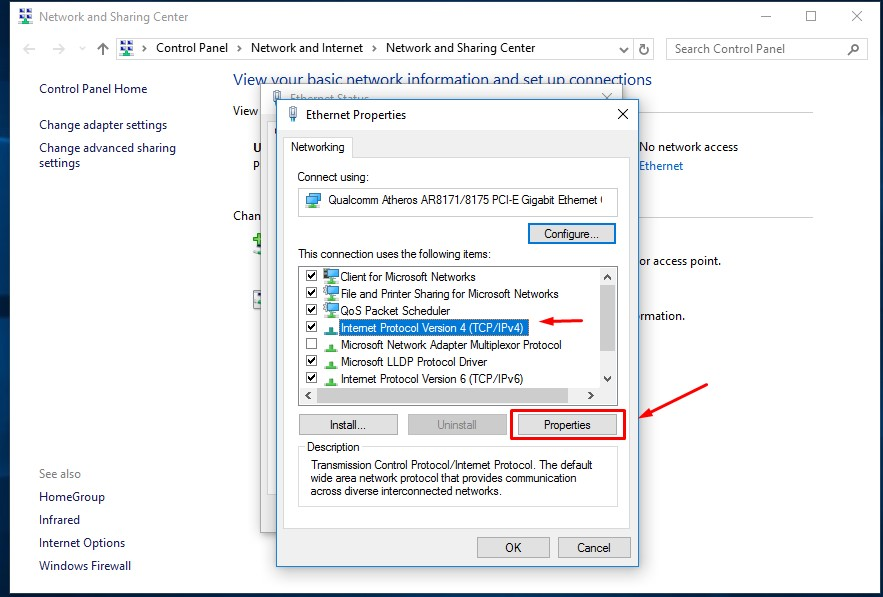 Network and Sharing Center
Control Panel
Network and Internet
Network and Sharing Center
Search Control Panel
Control Panel Home
Change adapter settings
Change advanced sharing
settings
View your basic network information and set up connections
View
Ethernet Status
No network access
Ethernet
Chan
or access point.
rmation.
Ethernet Properties
Networking
Connect using:
Qualcomm Atheros AR8171/8175 PCI-E Gigabit Ethernet
Configure...
This connection uses the following items:
Client for Microsoft Networks
File and Printer Sharing for Microsoft Networks
QoS Packet Scheduler
Internet Protocol Version 4 (TCP/IPv4)
Microsoft Network Adapter Multiplexor Protocol
Microsoft LLDP Protocol Driver
Internet Protocol Version 6 (TCP/IPv6)
Install...
Uninstall
Properties
Description
Transmission Control Protocol/Internet Protocol. The default
wide area network protocol that provides communication
across diverse interconnected networks.
OK
Cancel
See also
HomeGroup
Infrared
Internet Options
Windows Firewall